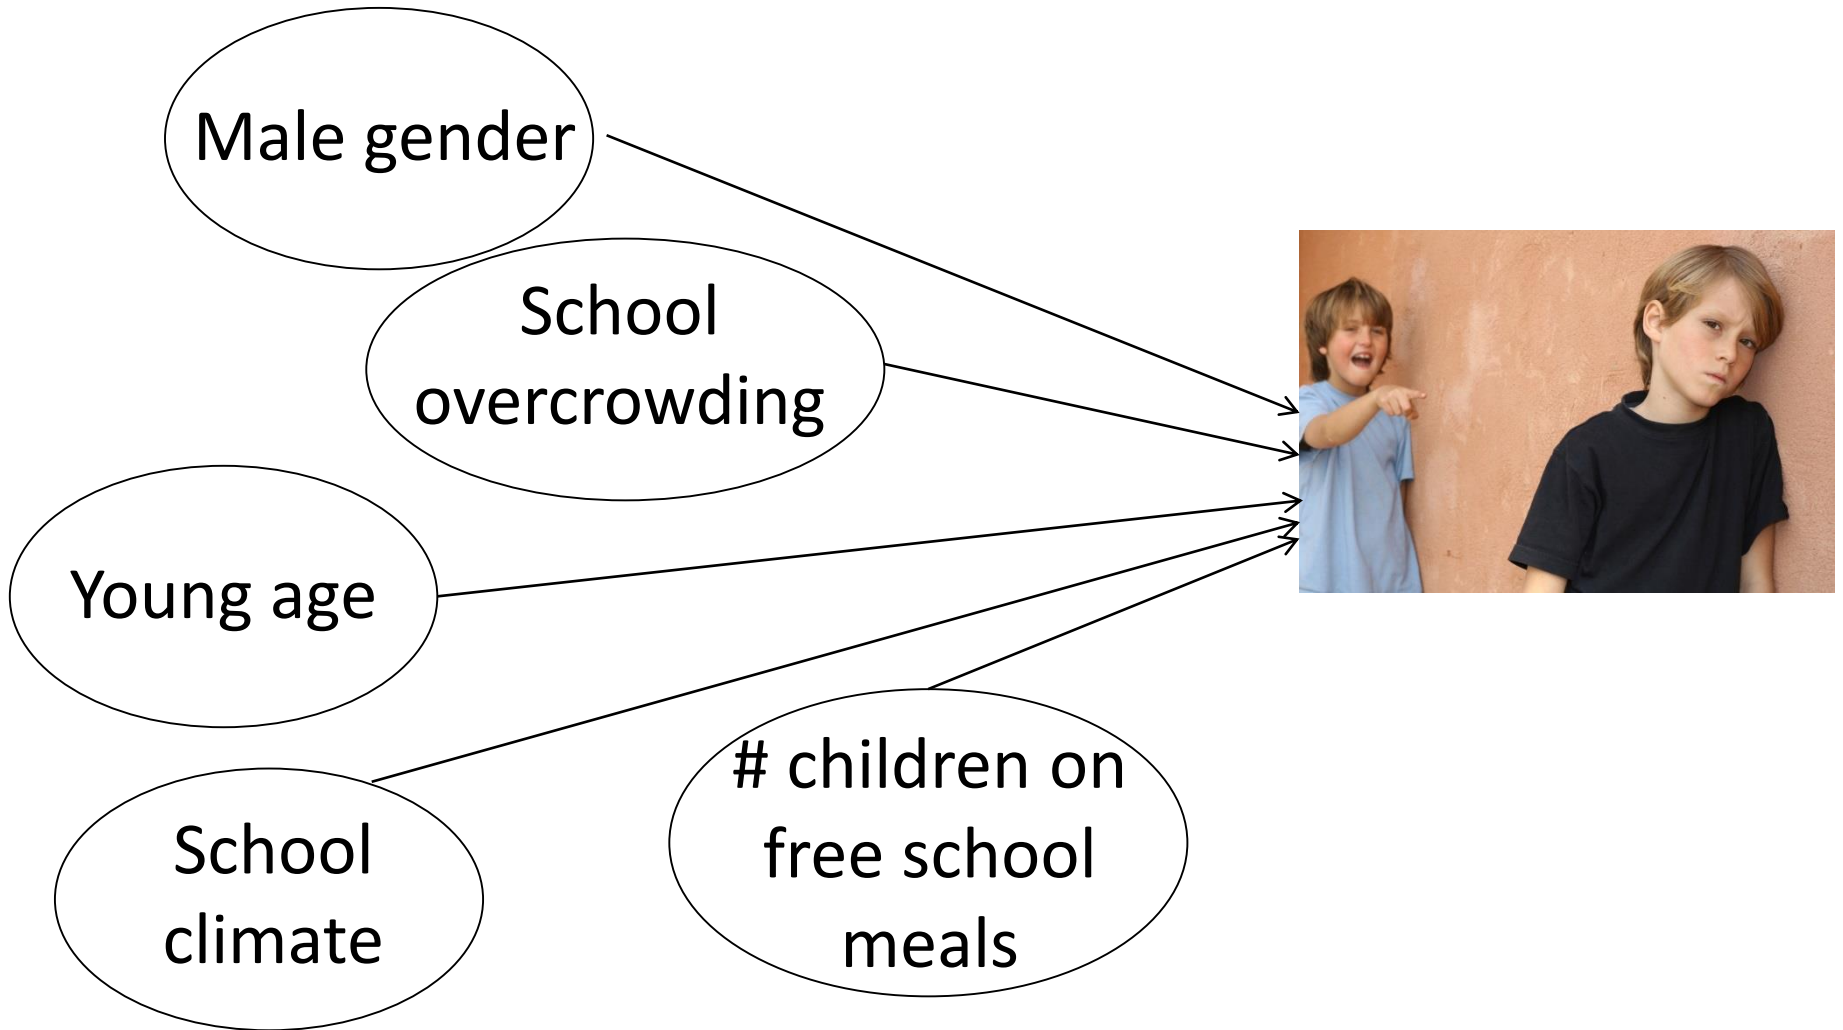 Male gender
School
overcrowding
Young age
School
climate
# children on
free school
meals